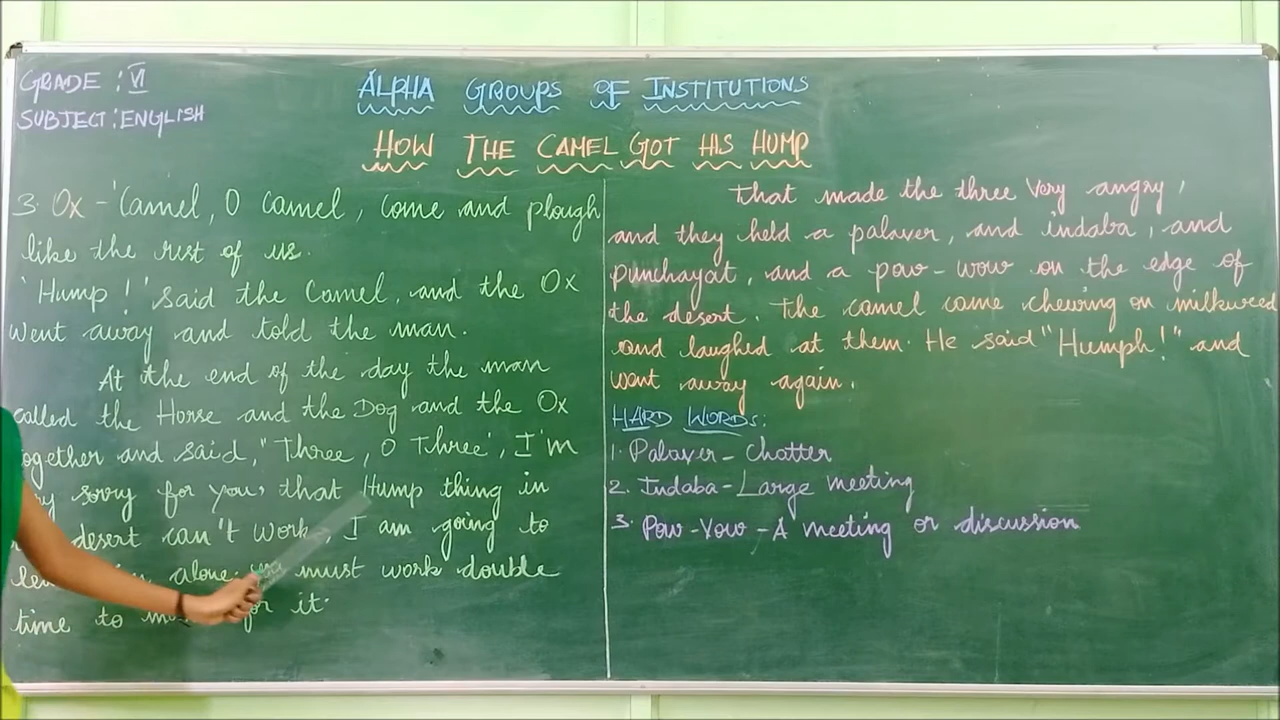 GRADE : VI
SUBJECT : ENGLISH
ALPHA GROUPS OF INSTITUTIONS
HOW THE CAMEL GOT HIS HUMP
3. Ox - 'Camel, O Camel, come and plough
like the rest of us.
'Hump!' said the Camel, and the Ox
went away and told the man.
At the end of the day the man
called the Horse and the Dog and the Ox
together and said, "Three, O Three', I'm
sorry for you, that Hump thing in
desert can't work, I am going to
alone. must work double
time to for it.
That made the three very angry,
and they held a palaver, and indaba, and
punchayat, and a pow-wow on the edge of
the desert. The camel came chewing on milkweed
and laughed at them. He said "Humph!" and
went away again.
HARD WORDS:
1. Palaver - Chatter
2. Indaba - Large meeting
3. Pow-Yow - A meeting or discussion